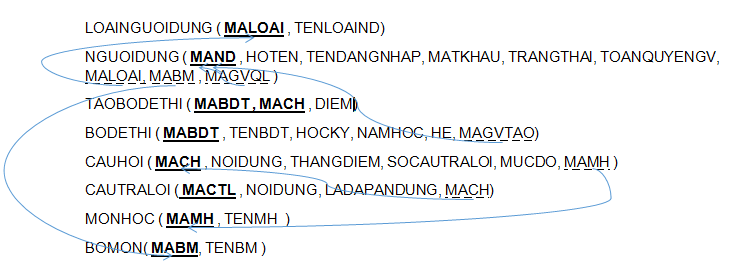 LOAINGUOIDUNG ( MALOAI , TENLOAIND)
NGUOIDUNG ( MAND , HOTEN, TENDANGNHAP, MATKHAU, TRANGTHAI, TOANQUYENGV,
MALOAI, MABM , MAGVQL )
TAOBODETHI ( MABDT, MACH , DIEM)
BODETHI ( MABDT , TENBDT, HOCKY, NAMHOC, HE, MAGVTAO)
CAUHOI ( MACH , NOIDUNG, THANGDIEM, SOCAUTRALOI, MUCDO, MAMH )
CAUTRALOI ( MACTL , NOIDUNG, LADAPANDUNG, MACH)
MONHOC ( MAMH , TENMH )
BOMON( MABM, TENBM )